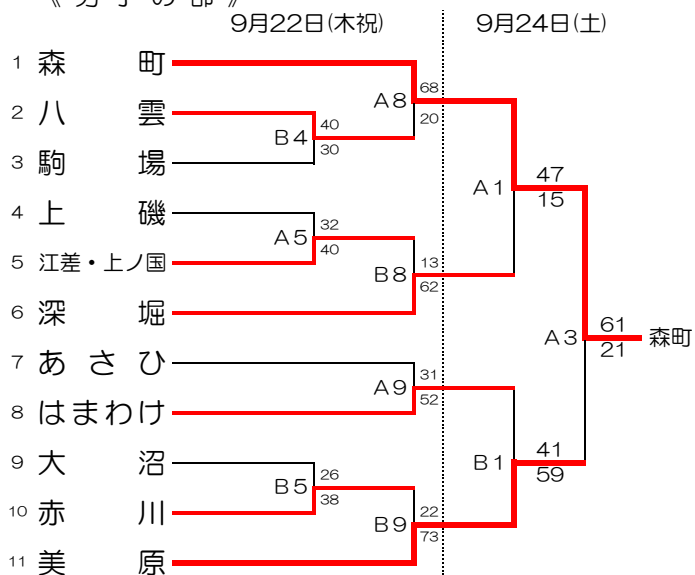 《 男 子 の 部 》
9月22日(木祝) 9月24日(土)
1 森 町
68
A8
20
2 八 雲
40
B4
30
3 駒 場
47
A1
15
4 上 磯
32
A5
40
5 江差・上ノ国
13
B8
62
6 深 堀
61
A3 森町
21
7 あ さ ひ
31
A9
52
8 はまわけ
41
B1
59
9 大 沼
26
B5
38
10 赤 川
22
B9
73
11 美 原